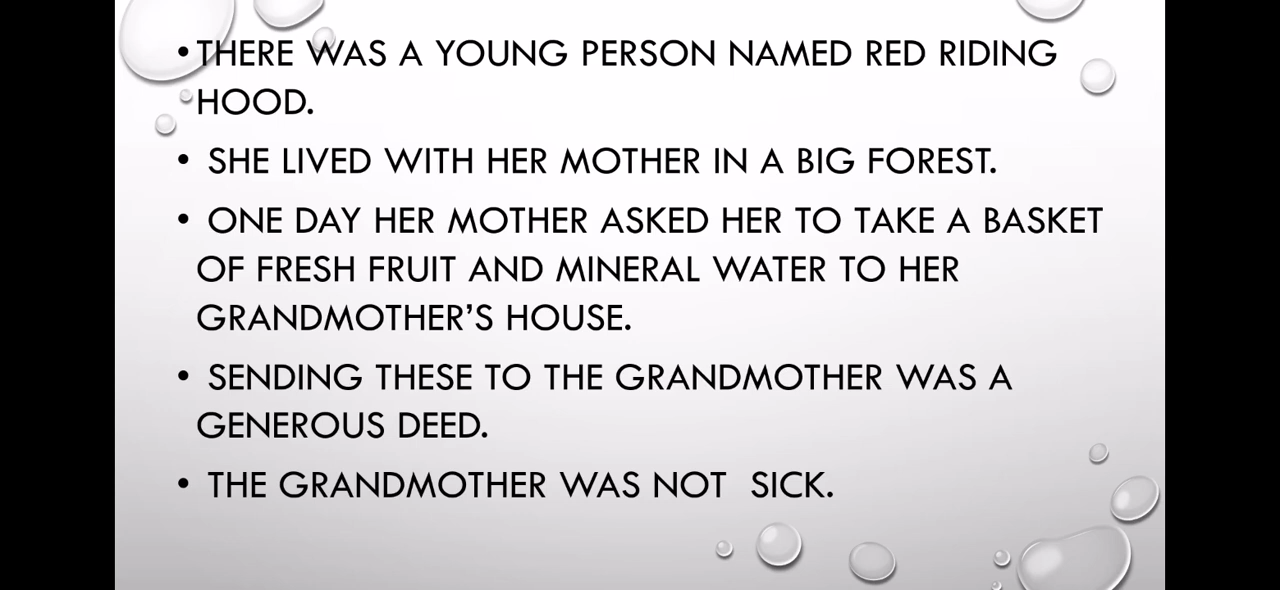 • THERE WAS A YOUNG PERSON NAMED RED RIDING
HOOD.
• SHE LIVED WITH HER MOTHER IN A BIG FOREST.
• ONE DAY HER MOTHER ASKED HER TO TAKE A BASKET
OF FRESH FRUIT AND MINERAL WATER TO HER
GRANDMOTHER’S HOUSE.
• SENDING THESE TO THE GRANDMOTHER WAS A
GENEROUS DEED.
• THE GRANDMOTHER WAS NOT  SICK.